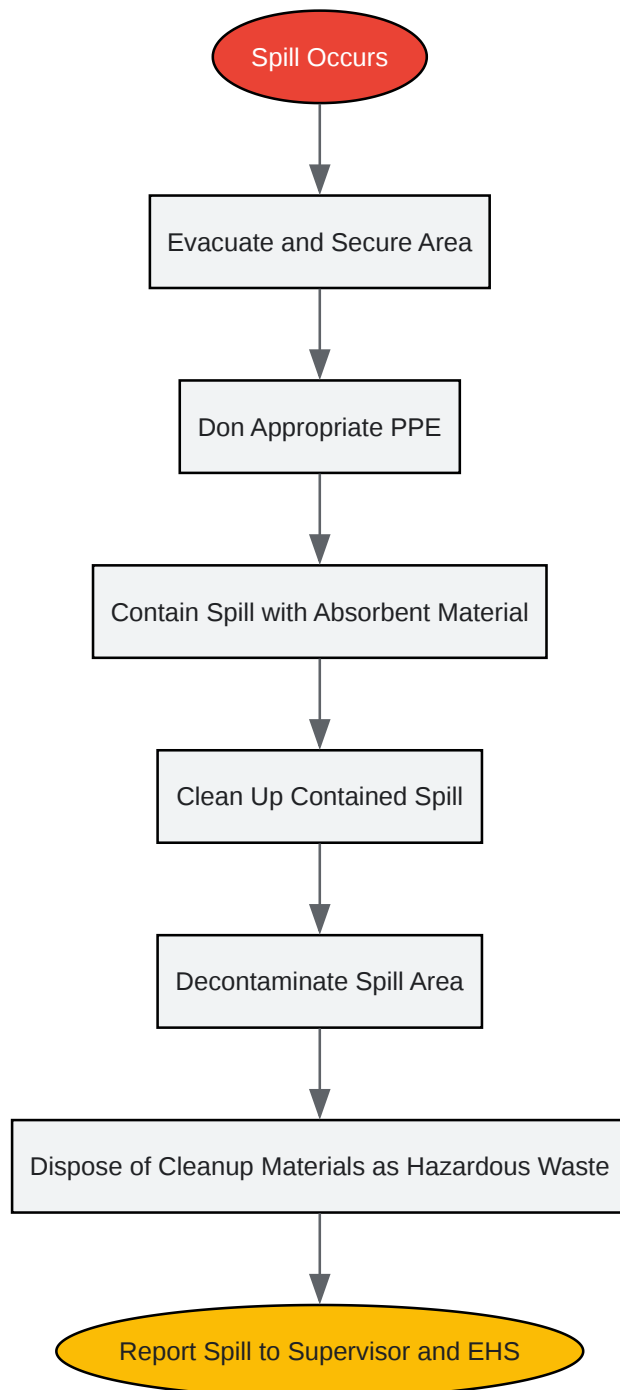 Spill Occurs
Evacuate and Secure Area
Don Appropriate PPE
Contain Spill with Absorbent Material
Clean Up Contained Spill
Decontaminate Spill Area
Dispose of Cleanup Materials as Hazardous Waste
Report Spill to Supervisor and EHS